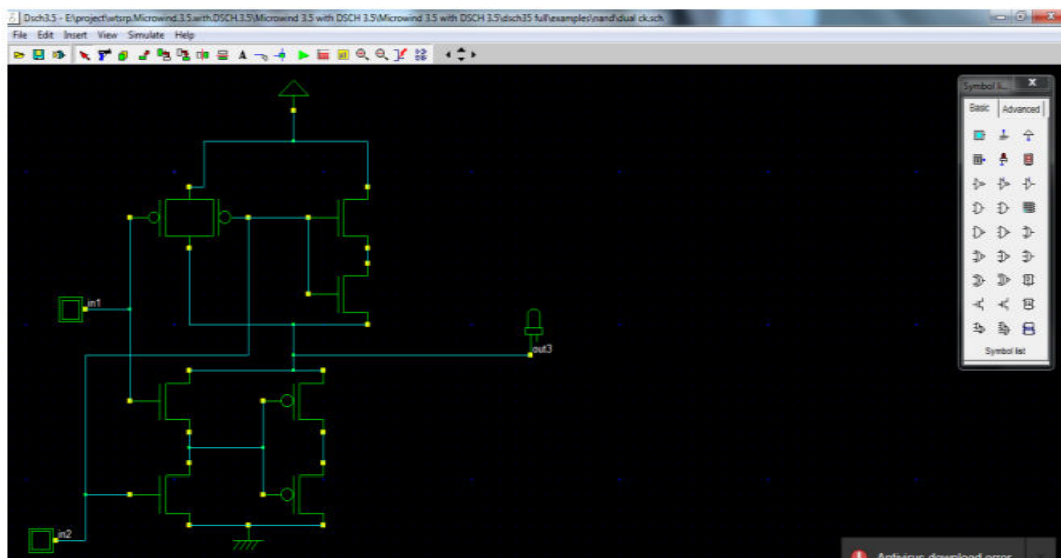 Dsch3.5 - E:\project\wtsrp.Microwind.3.5.with.DSCH.3.5\Microwind 3.5 with DSCH 3.5\Microwind 3.5 with DSCH 3.5\dsch35 full\examples\nand\dual ck.sch
File Edit Insert View Simulate Help
Symbol li...
Basic Advanced
in1
out3
Symbol list
in2
Antivirus download error